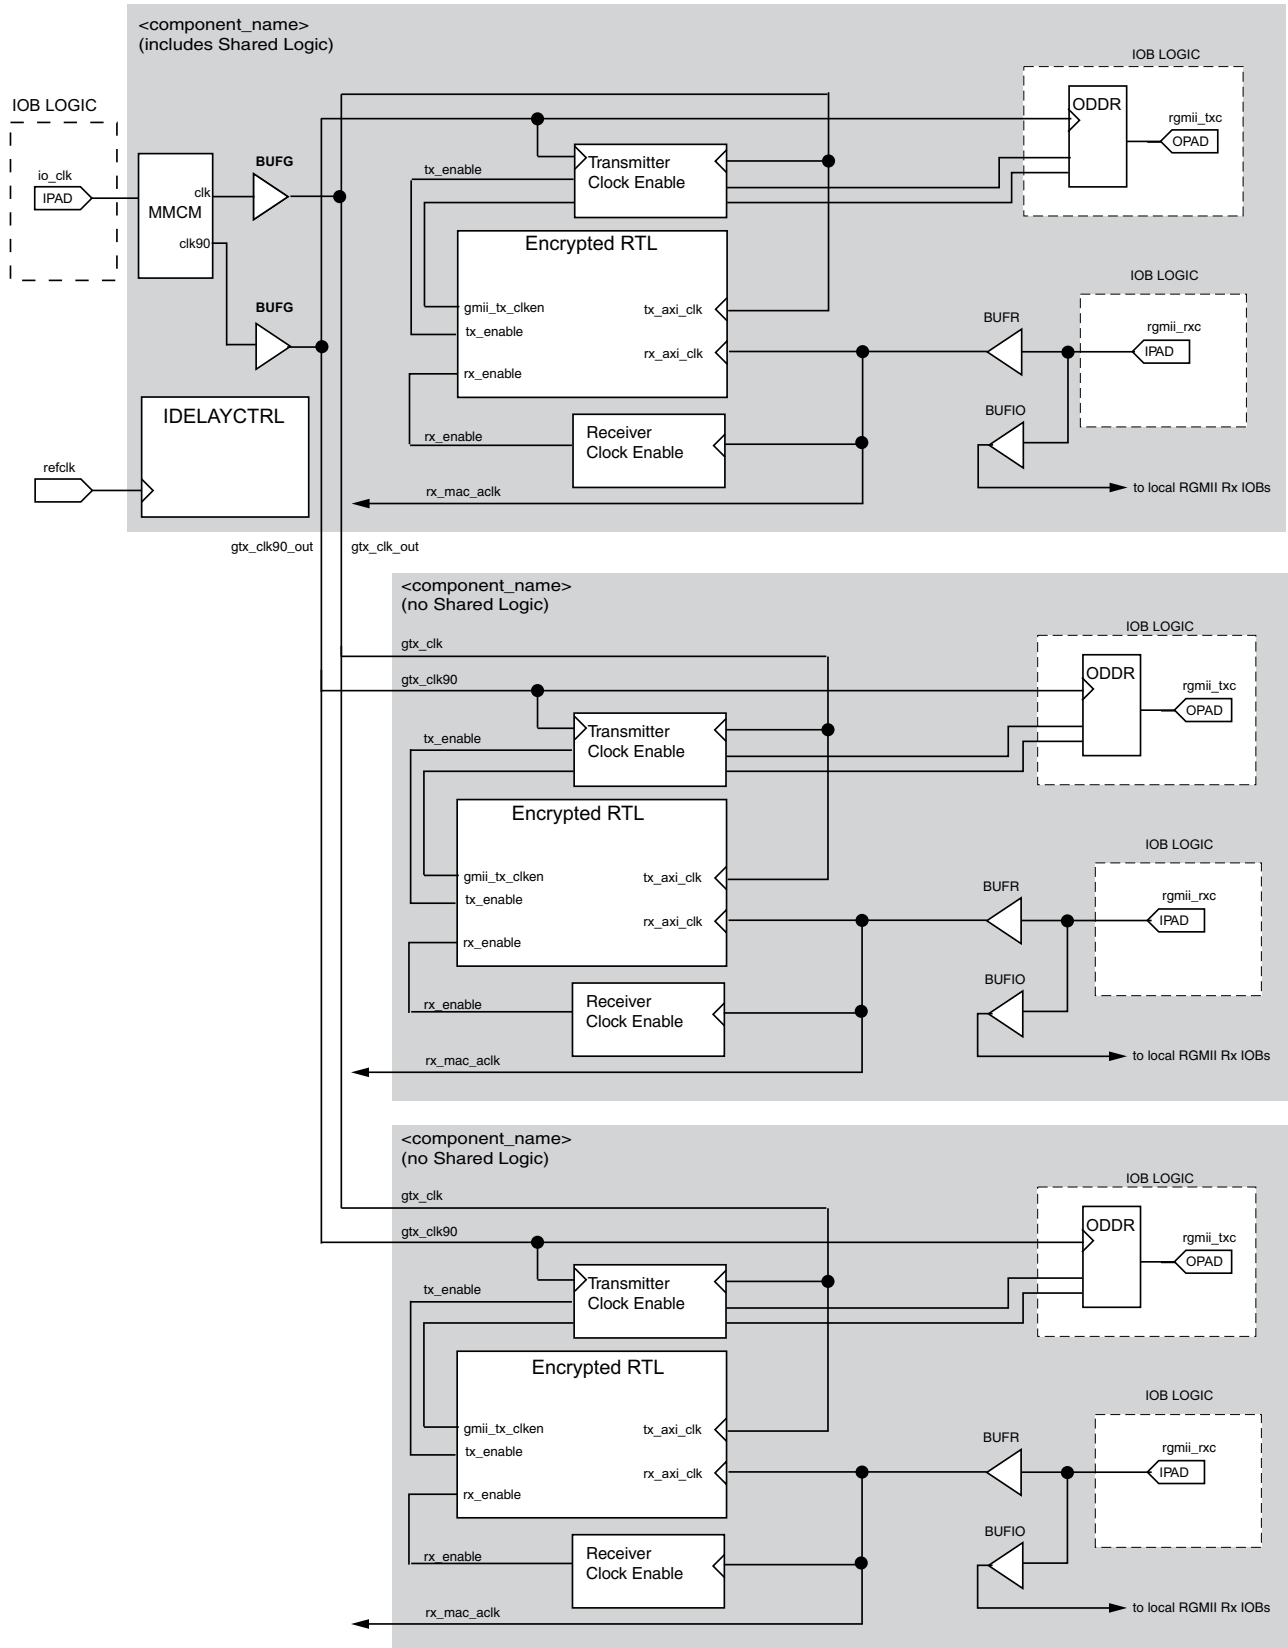 <component_name>
(includes Shared Logic)
IOB LOGIC
IOB LOGIC
ODDR
rgmii_txc
OPAD
io_clk
IPAD
MMCM
clk
clk90
BUFG
BUFG
tx_enable
Transmitter
Clock Enable
Encrypted RTL
gmii_tx_clken
tx_enable
rx_enable
tx_axi_clk
rx_axi_clk
IOB LOGIC
rgmii_rxc
IPAD
BUFR
BUFIO
to local RGMII Rx IOBs
IDELAYCTRL
refclk
rx_enable
Receiver
Clock Enable
rx_mac_aclk
gtx_clk90_out
gtx_clk_out
<component_name>
(no Shared Logic)
gtx_clk
gtx_clk90
IOB LOGIC
ODDR
rgmii_txc
OPAD
tx_enable
Transmitter
Clock Enable
Encrypted RTL
gmii_tx_clken
tx_enable
rx_enable
tx_axi_clk
rx_axi_clk
IOB LOGIC
rgmii_rxc
IPAD
BUFR
BUFIO
to local RGMII Rx IOBs
rx_enable
Receiver
Clock Enable
rx_mac_aclk
<component_name>
(no Shared Logic)
gtx_clk
gtx_clk90
IOB LOGIC
ODDR
rgmii_txc
OPAD
tx_enable
Transmitter
Clock Enable
Encrypted RTL
gmii_tx_clken
tx_enable
rx_enable
tx_axi_clk
rx_axi_clk
IOB LOGIC
rgmii_rxc
IPAD
BUFR
BUFIO
to local RGMII Rx IOBs
rx_enable
Receiver
Clock Enable
rx_mac_aclk